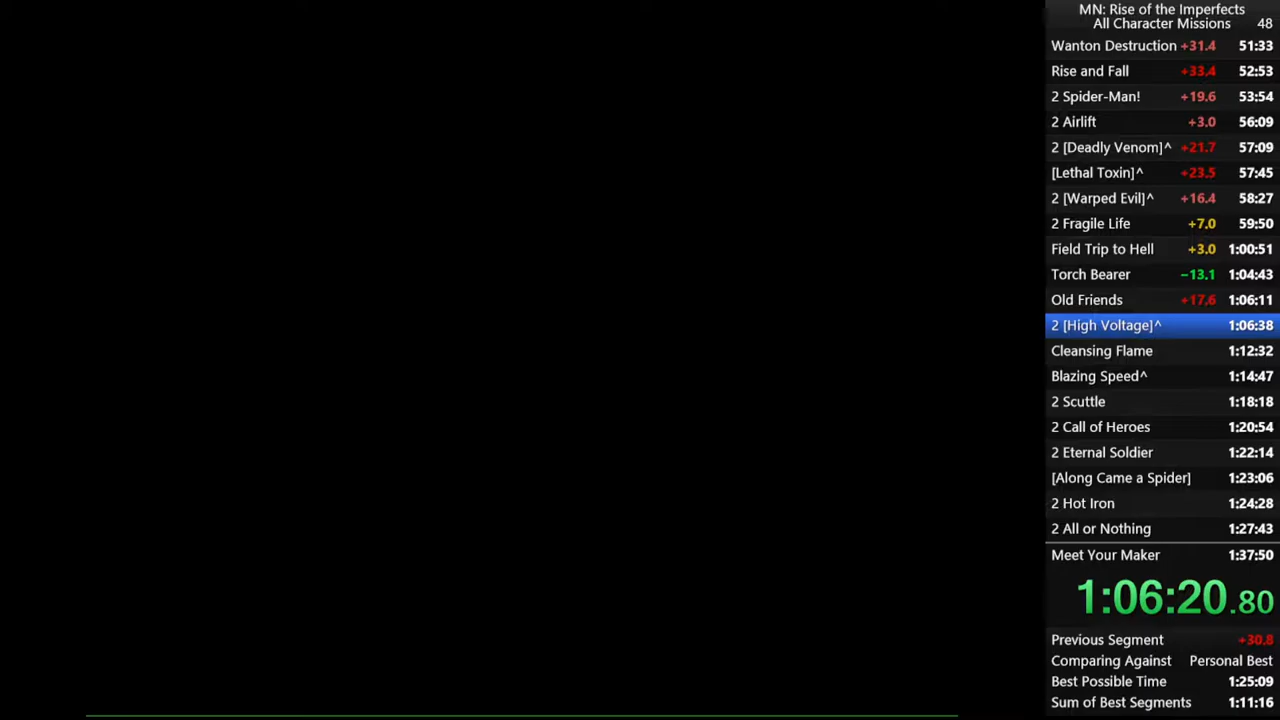 MN: Rise of the Imperfects
All Character Missions 48
Wanton Destruction +31.4 51:33
Rise and Fall +33.4 52:53
2 Spider-Man! +19.6 53:54
2 Airlift +3.0 56:09
2 [Deadly Venom]^ +21.7 57:09
[Lethal Toxin]^ +23.5 57:45
2 [Warped Evil]^ +16.4 58:27
2 Fragile Life +7.0 59:50
Field Trip to Hell +3.0 1:00:51
Torch Bearer −13.1 1:04:43
Old Friends +17.6 1:06:11
2 [High Voltage]^ 1:06:38
Cleansing Flame 1:12:32
Blazing Speed^ 1:14:47
2 Scuttle 1:18:18
2 Call of Heroes 1:20:54
2 Eternal Soldier 1:22:14
[Along Came a Spider] 1:23:06
2 Hot Iron 1:24:28
2 All or Nothing 1:27:43
Meet Your Maker 1:37:50
1:06:20.80
Previous Segment +30.8
Comparing Against Personal Best
Best Possible Time 1:25:09
Sum of Best Segments 1:11:16